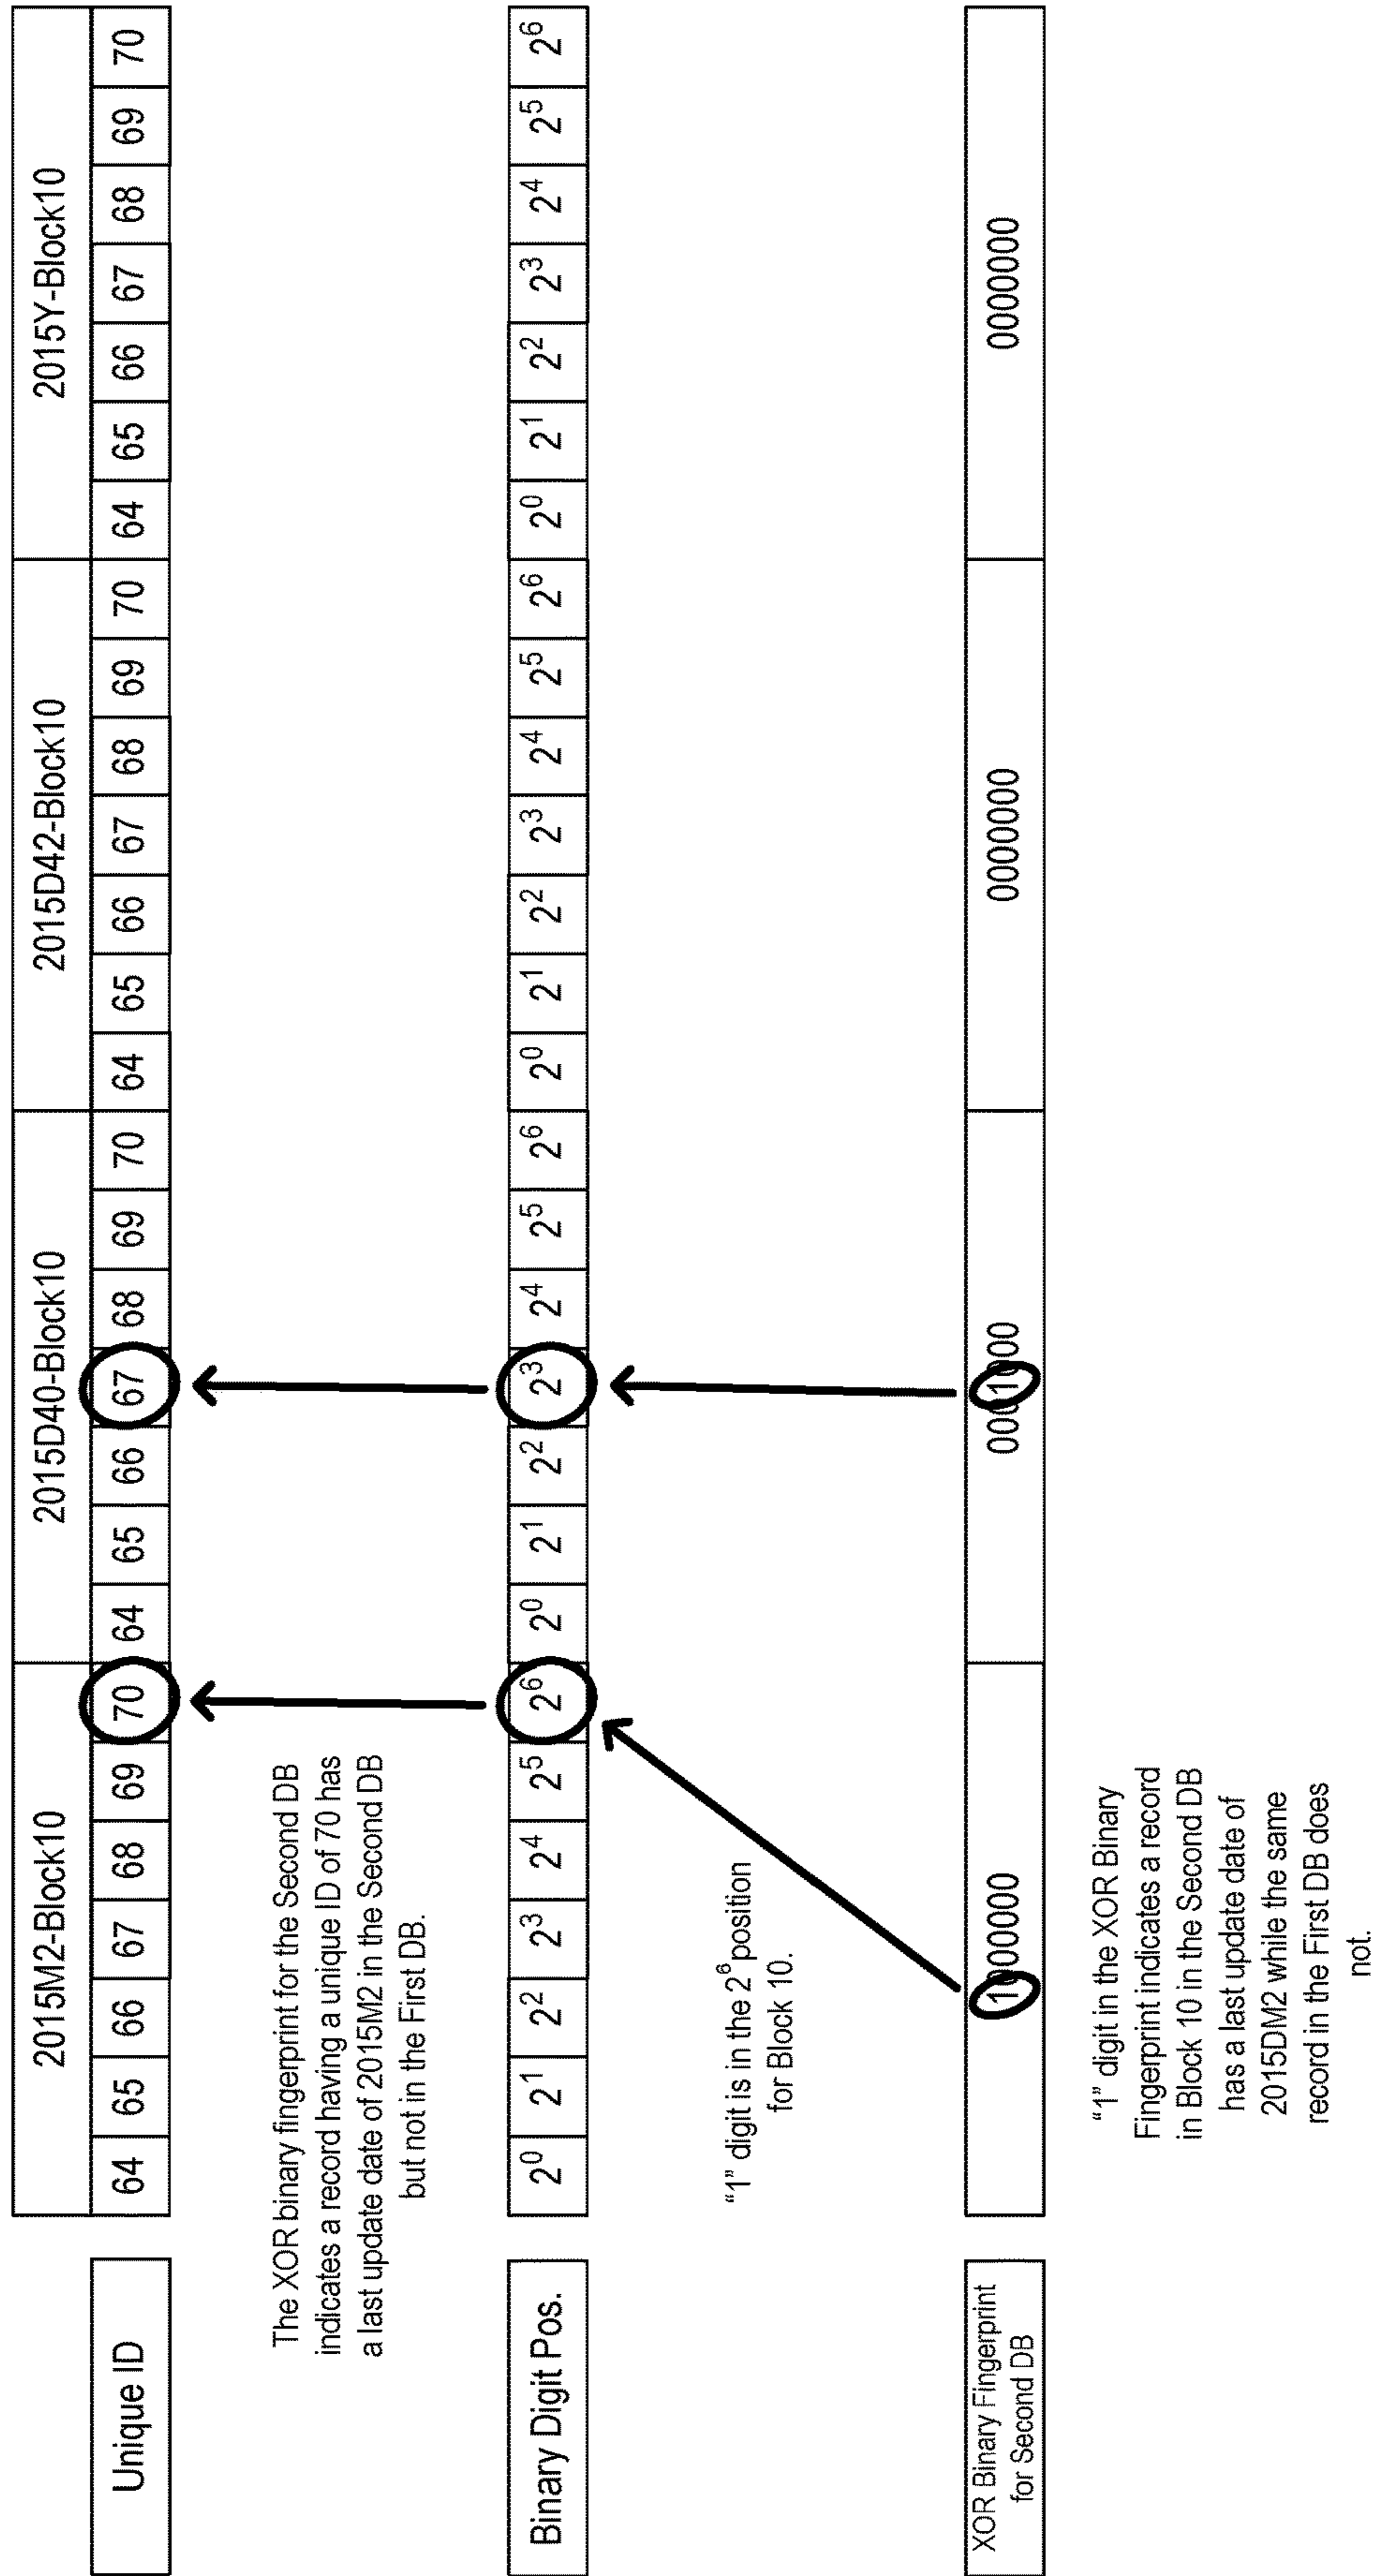 2015M2-Block10 2015D40-Block10 2015D42-Block10 2015Y-Block10
Unique ID 64 65 66 67 68 69 70 64 65 66 67 68 69 70 64 65 66 67 68 69 70 64 65 66 67 68 69 70
The XOR binary fingerprint for the Second DB
indicates a record having a unique ID of 70 has
a last update date of 2015M2 in the Second DB
but not in the First DB.
Binary Digit Pos. 2⁰ 2¹ 2² 2³ 2⁴ 2⁵ 2⁶ 2⁰ 2¹ 2² 2³ 2⁴ 2⁵ 2⁶ 2⁰ 2¹ 2² 2³ 2⁴ 2⁵ 2⁶ 2⁰ 2¹ 2² 2³ 2⁴ 2⁵ 2⁶
“1” digit is in the 2⁶ position
for Block 10.
XOR Binary Fingerprint
for Second DB
1000000 0001000 0000000 0000000
“1” digit in the XOR Binary
Fingerprint indicates a record
in Block 10 in the Second DB
has a last update date of
2015DM2 while the same
record in the First DB does
not.